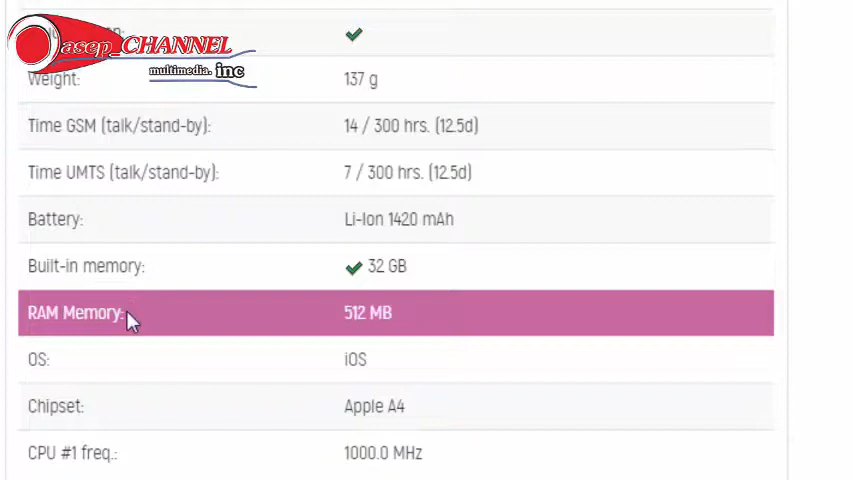 asep_CHANNEL
multimedia. inc
Weight: 137 g
Time GSM (talk/stand-by): 14 / 300 hrs. (12.5d)
Time UMTS (talk/stand-by): 7 / 300 hrs. (12.5d)
Battery: Li-Ion 1420 mAh
Built-in memory: 32 GB
RAM Memory: 512 MB
OS: iOS
Chipset: Apple A4
CPU #1 freq.: 1000.0 MHz